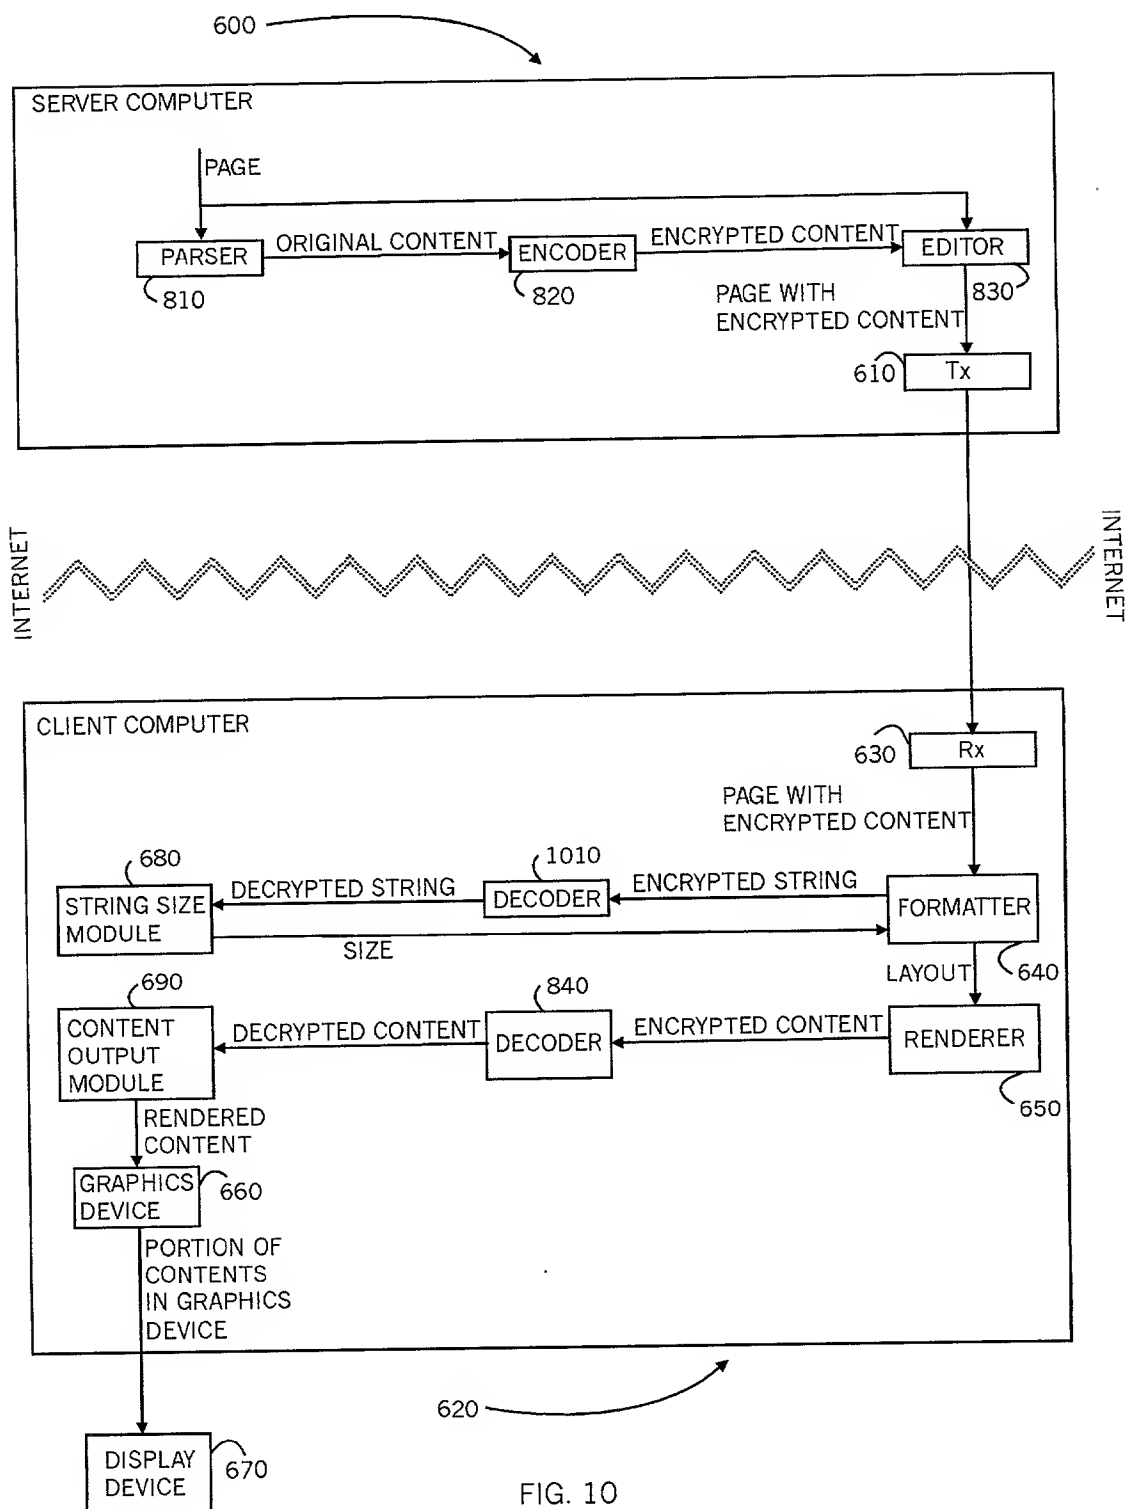 600
SERVER COMPUTER
PAGE
PARSER
810
ORIGINAL CONTENT
ENCODER
820
ENCRYPTED CONTENT
EDITOR
830
PAGE WITH
ENCRYPTED CONTENT
610
Tx
INTERNET
INTERNET
CLIENT COMPUTER
630
Rx
PAGE WITH
ENCRYPTED CONTENT
680
STRING SIZE
MODULE
DECRYPTED STRING
1010
DECODER
ENCRYPTED STRING
FORMATTER
640
SIZE
LAYOUT
690
CONTENT
OUTPUT
MODULE
DECRYPTED CONTENT
840
DECODER
ENCRYPTED CONTENT
RENDERER
650
RENDERED
CONTENT
GRAPHICS
DEVICE
660
PORTION OF
CONTENTS
IN GRAPHICS
DEVICE
620
DISPLAY
DEVICE
670
FIG. 10